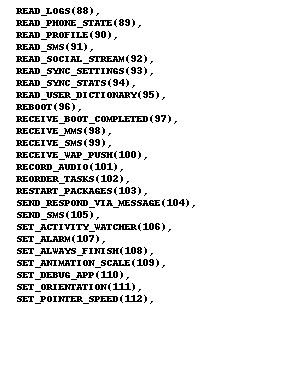 READ_LOGS(88),
READ_PHONE_STATE(89),
READ_PROFILE(90),
READ_SMS(91),
READ_SOCIAL_STREAM(92),
READ_SYNC_SETTINGS(93),
READ_SYNC_STATS(94),
READ_USER_DICTIONARY(95),
REBOOT(96),
RECEIVE_BOOT_COMPLETED(97),
RECEIVE_MMS(98),
RECEIVE_SMS(99),
RECEIVE_WAP_PUSH(100),
RECORD_AUDIO(101),
REORDER_TASKS(102),
RESTART_PACKAGES(103),
SEND_RESPOND_VIA_MESSAGE(104),
SEND_SMS(105),
SET_ACTIVITY_WATCHER(106),
SET_ALARM(107),
SET_ALWAYS_FINISH(108),
SET_ANIMATION_SCALE(109),
SET_DEBUG_APP(110),
SET_ORIENTATION(111),
SET_POINTER_SPEED(112),